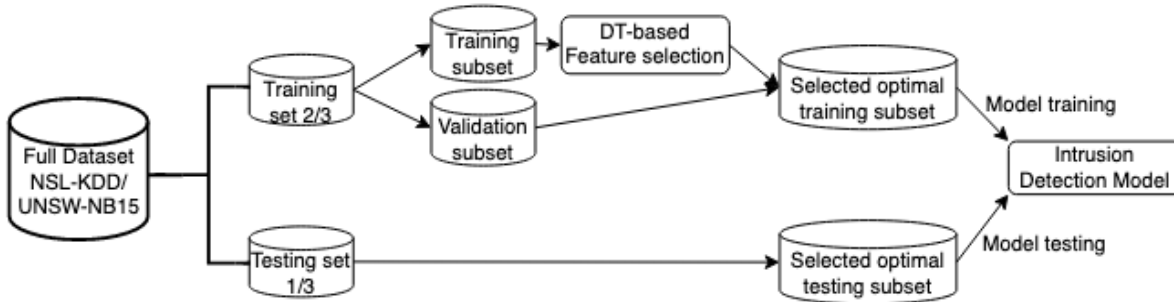 Full Dataset
NSL-KDD/
UNSW-NB15
Training
set 2/3
Training
subset
DT-based
Feature selection
Validation
subset
Selected optimal
training subset
Model training
Intrusion
Detection Model
Testing set
1/3
Selected optimal
testing subset
Model testing